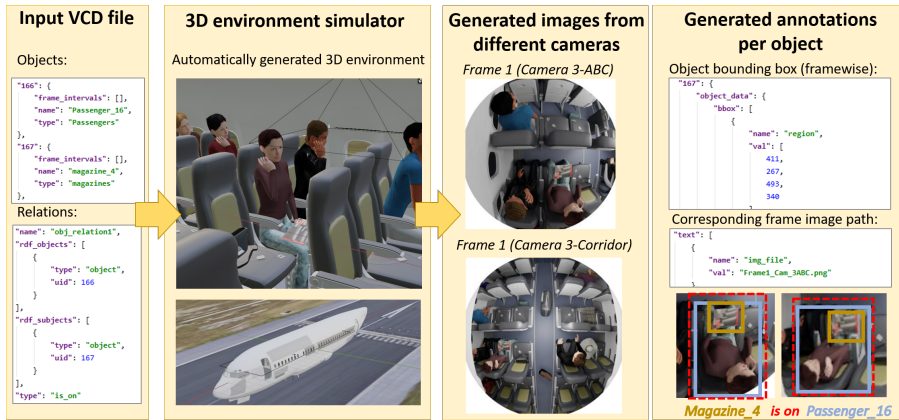 Input VCD file
Objects:
"166": {
"frame_intervals": [],
"name": "Passenger_16",
"type": "Passengers"
},
"167": {
"frame_intervals": [],
"name": "magazine_4",
"type": "magazines"
},
Relations:
"name": "obj_relation1",
"rdf_objects": [
{
"type": "object",
"uid": 166
}
],
"rdf_subjects": [
{
"type": "object",
"uid": 167
}
],
"type": "is_on"
3D environment simulator
Automatically generated 3D environment
Generated images from
different cameras
Frame 1 (Camera 3-ABC)
Frame 1 (Camera 3-Corridor)
Generated annotations
per object
Object bounding box (framewise):
"167": {
"object_data": {
"bbox": [
{
"name": "region",
"val": [
411,
267,
493,
340
]
Corresponding frame image path:
"text": [
{
"name": "img_file",
"val": "Frame1_Cam_3ABC.png"
}
Magazine_4 is on Passenger_16